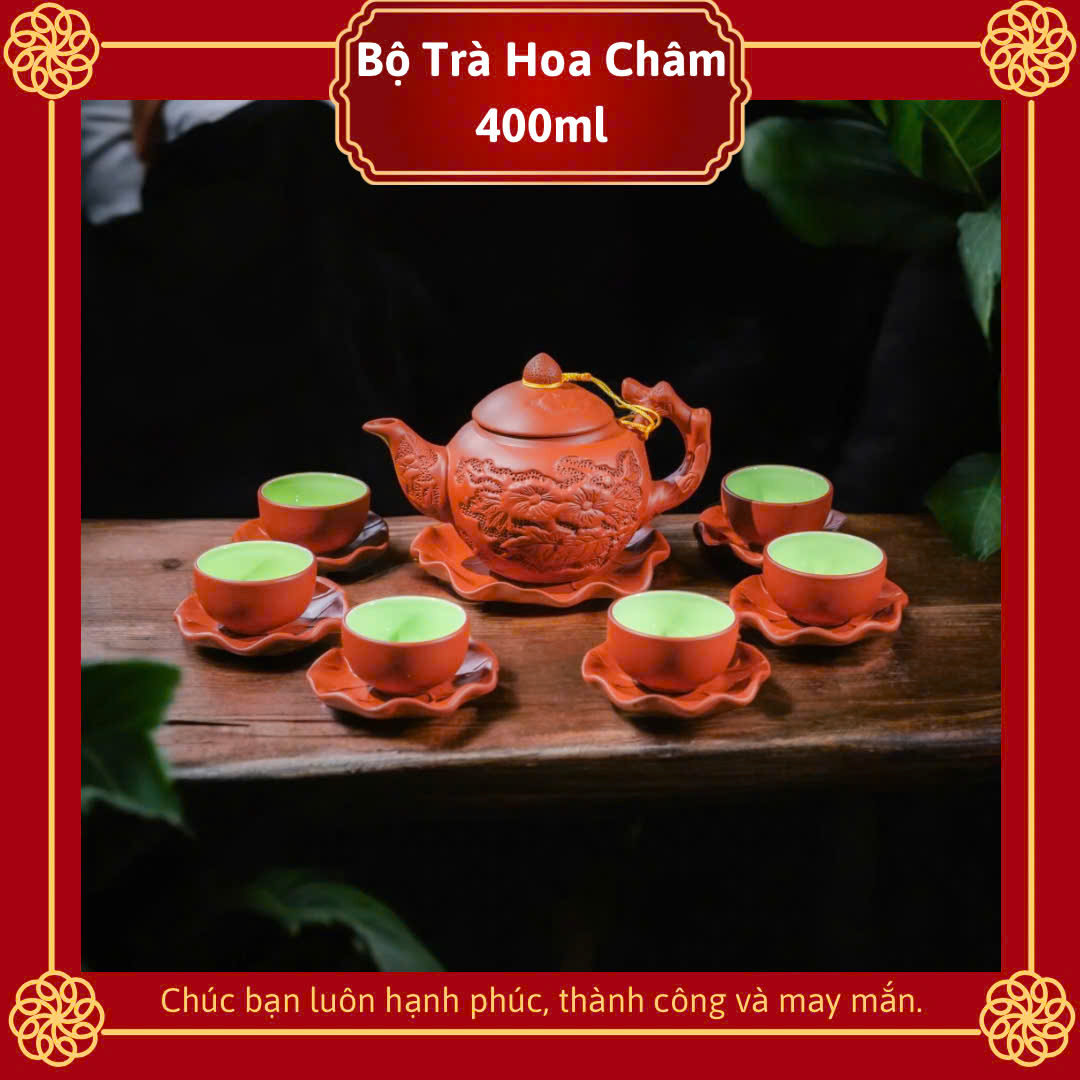 Bộ Trà Hoa Châm
400ml
Chúc bạn luôn hạnh phúc, thành công và may mắn.